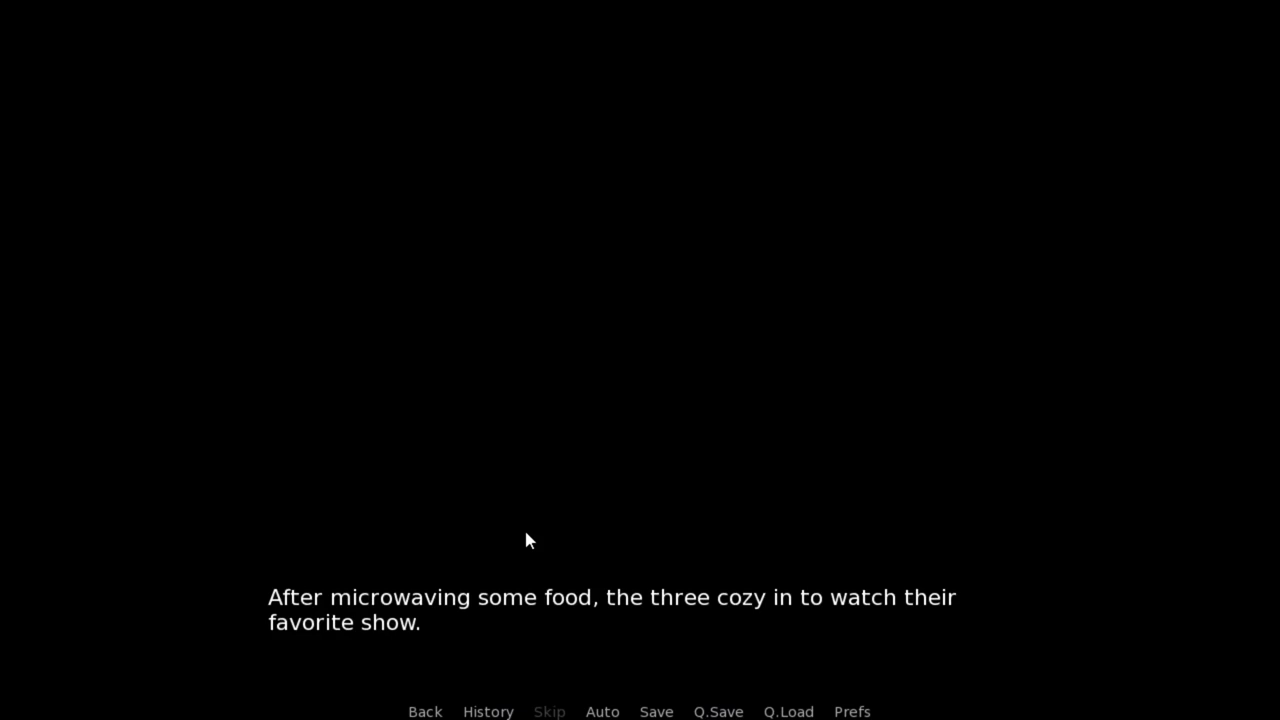 After microwaving some food, the three cozy in to watch their
favorite show.
Back History Skip Auto Save Q.Save Q.Load Prefs